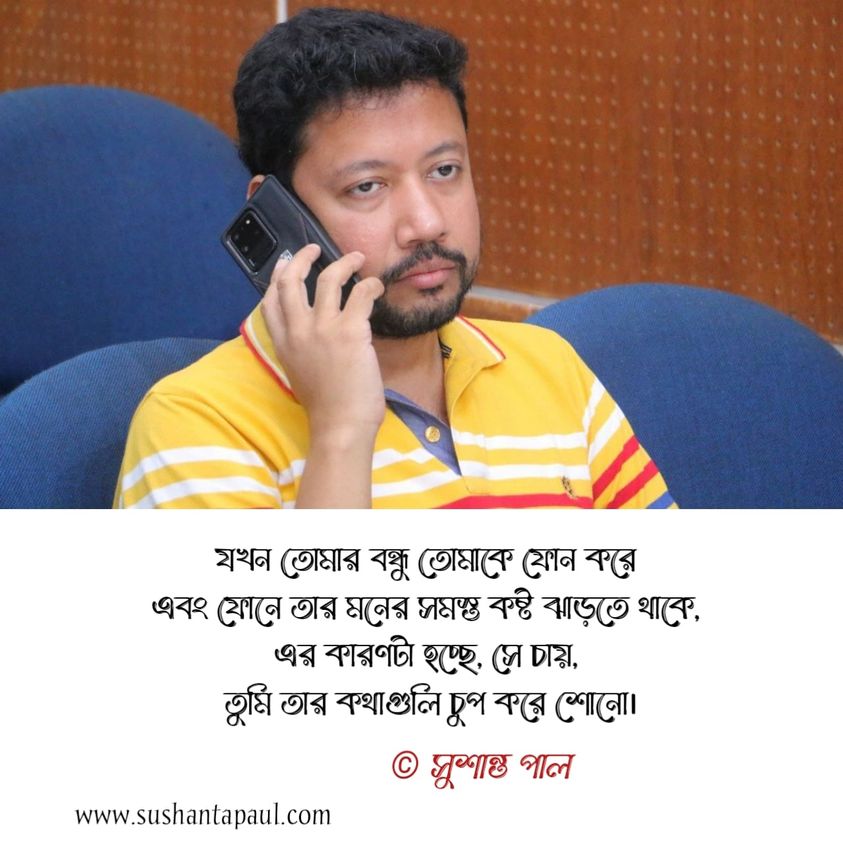 যখন তোমার বন্ধু তোমাকে ফোন করে
এবং ফোনে তার মনের সমস্ত কষ্ট ঝাড়তে থাকে,
এর কারণটা হচ্ছে, সে চায়,
তুমি তার কথাগুলি চুপ করে শোনো।
© সুশান্ত পাল
www.sushantapaul.com